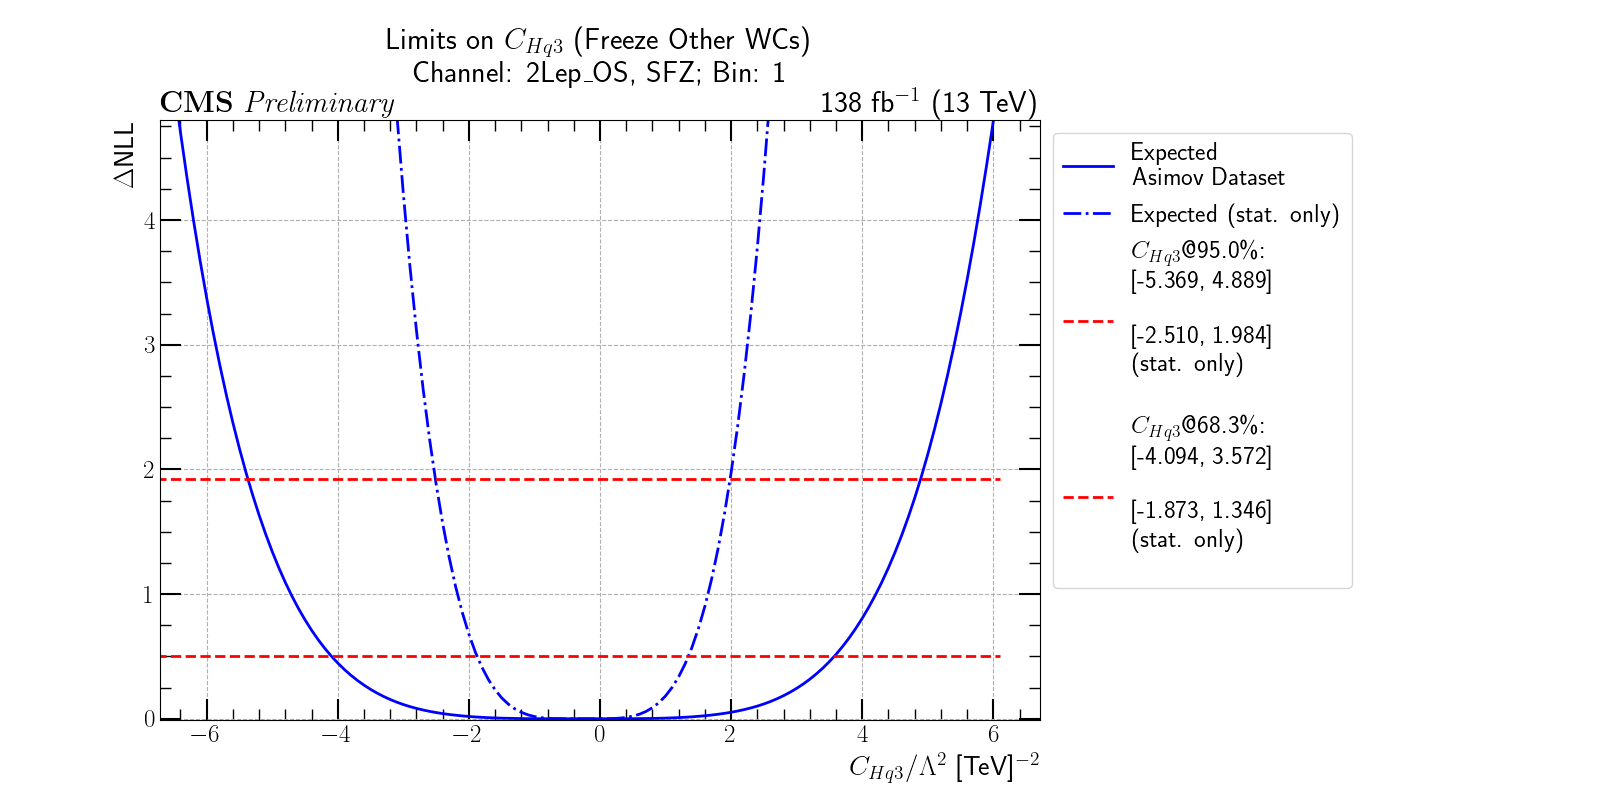 Limits on C_{Hq3} (Freeze Other WCs)
Channel: 2Lep_OS, SFZ; Bin: 1
CMS Preliminary
138 fb^{−1} (13 TeV)
ΔNLL
4
3
2
1
0
−6
−4
−2
0
2
4
6
C_{Hq3}/Λ^2 [TeV]^{−2}
Expected
Asimov Dataset
Expected (stat. only)
C_{Hq3}@95.0%:
[-5.369, 4.889]
[-2.510, 1.984]
(stat. only)
C_{Hq3}@68.3%:
[-4.094, 3.572]
[-1.873, 1.346]
(stat. only)